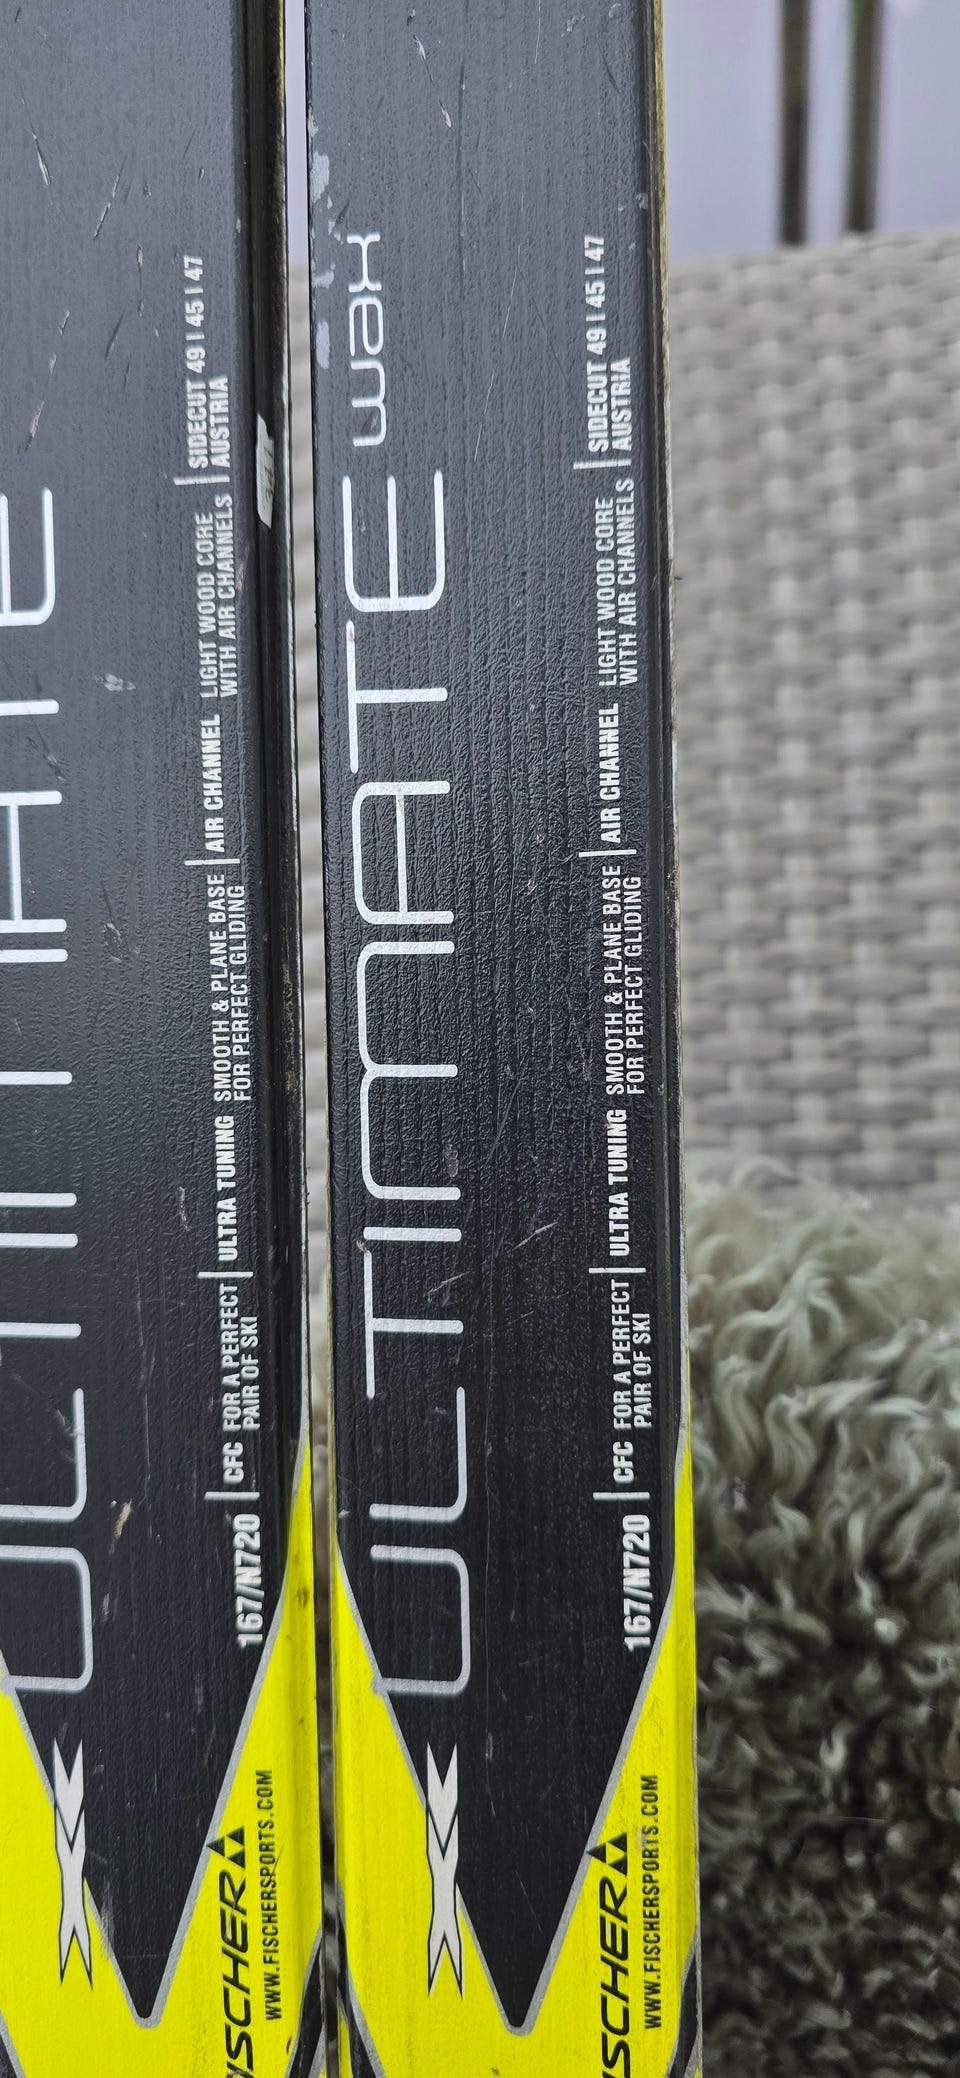 ULTIMATE
167/N720 | CFC FOR A PERFECT | ULTRA TUNING SMOOTH & PLANE BASE | AIR CHANNEL LIGHT WOOD CORE | SIDECUT 49 I 45 I 47
PAIR OF SKI FOR PERFECT GLIDING WITH AIR CHANNELS | AUSTRIA
FISCHER
WWW.FISCHERSPORTS.COM
ULTIMATE wax
167/N720 | CFC FOR A PERFECT | ULTRA TUNING SMOOTH & PLANE BASE | AIR CHANNEL LIGHT WOOD CORE | SIDECUT 49 I 45 I 47
PAIR OF SKI FOR PERFECT GLIDING WITH AIR CHANNELS | AUSTRIA
FISCHER
WWW.FISCHERSPORTS.COM